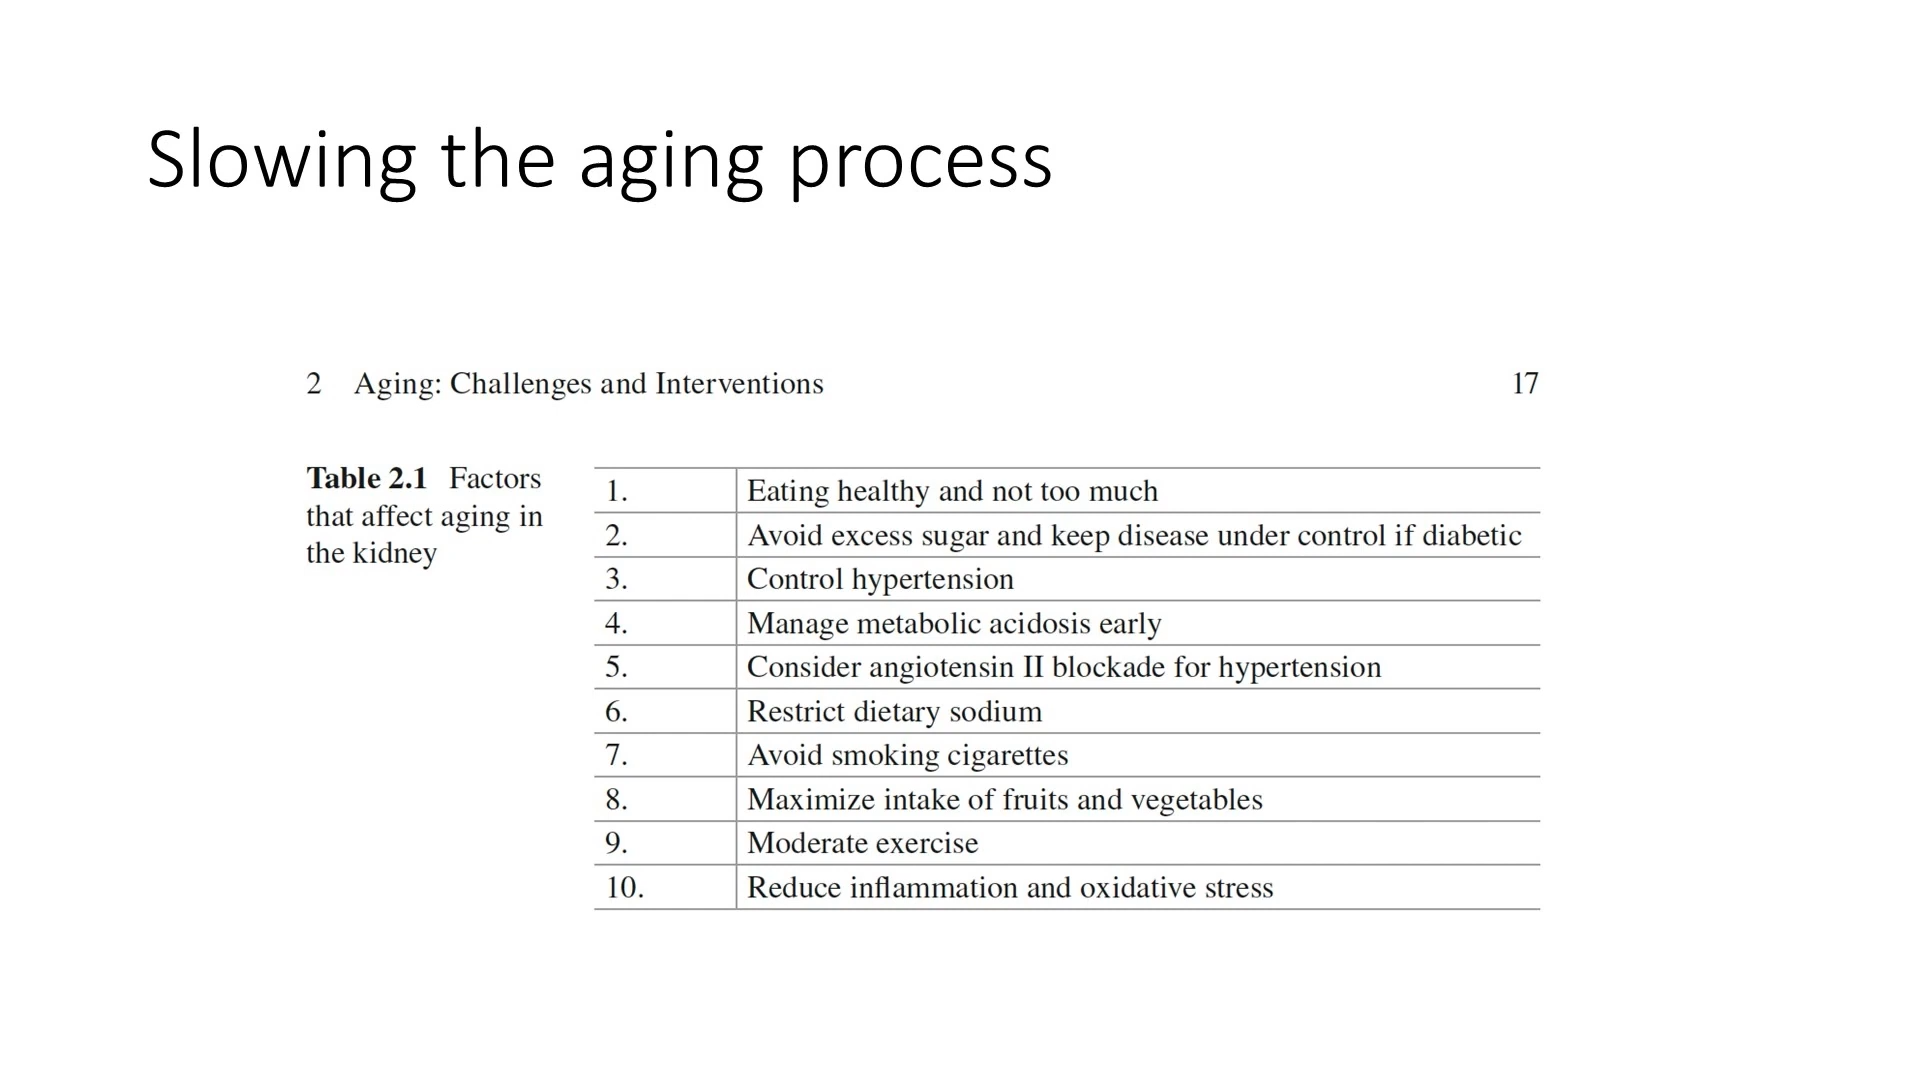 Slowing the aging process
2 Aging: Challenges and Interventions 17
Table 2.1 Factors
that affect aging in
the kidney
1. Eating healthy and not too much
2. Avoid excess sugar and keep disease under control if diabetic
3. Control hypertension
4. Manage metabolic acidosis early
5. Consider angiotensin II blockade for hypertension
6. Restrict dietary sodium
7. Avoid smoking cigarettes
8. Maximize intake of fruits and vegetables
9. Moderate exercise
10. Reduce inflammation and oxidative stress